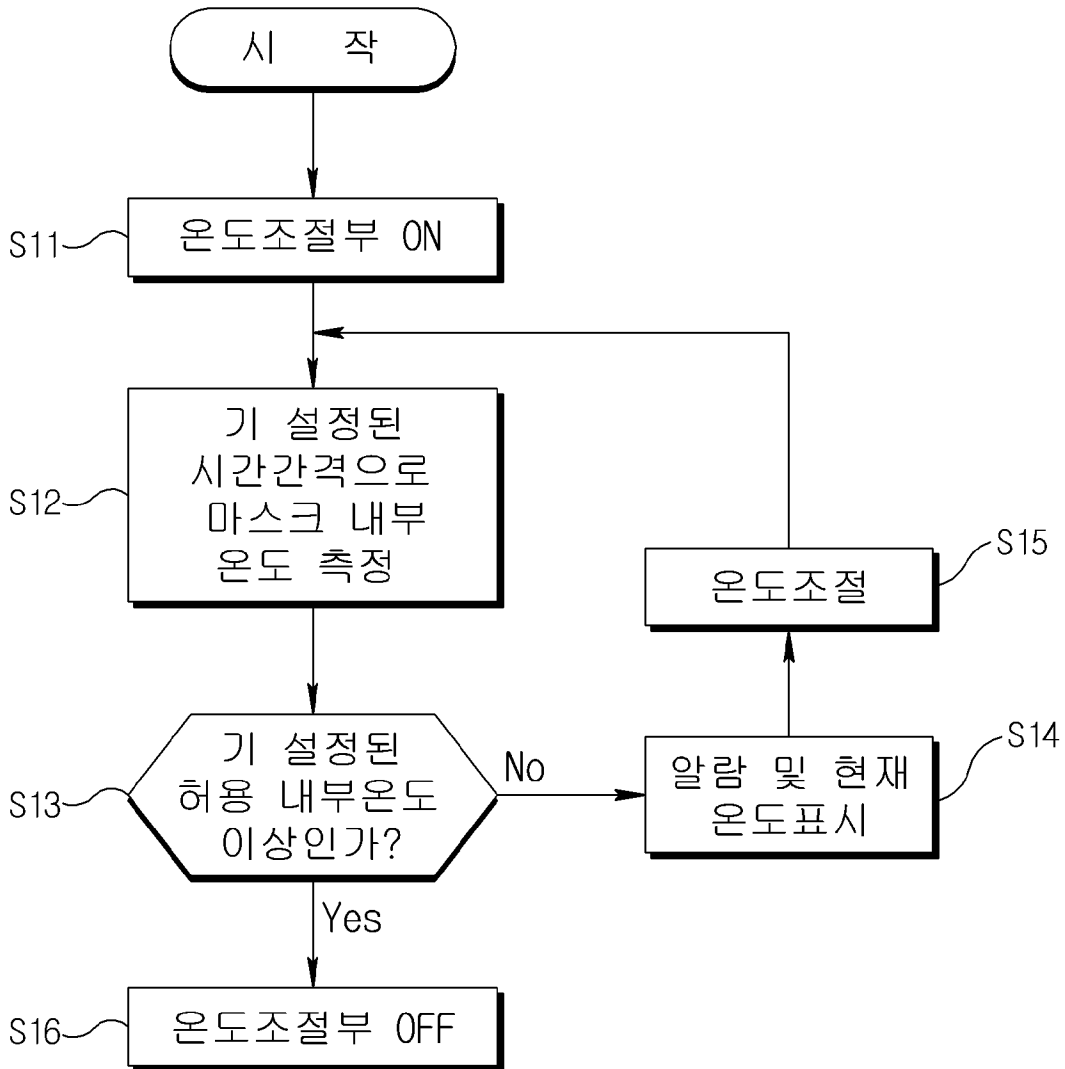 시 작
S11
온도조절부 ON
S12
기 설정된
시간간격으로
마스크 내부
온도 측정
S15
온도조절
S13
기 설정된
허용 내부온도
이상인가?
No
S14
알람 및 현재
온도표시
Yes
S16
온도조절부 OFF